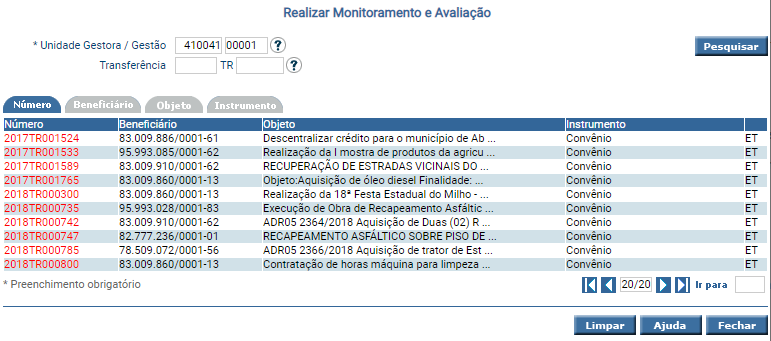 Realizar Monitoramento e Avaliação
* Unidade Gestora / Gestão 410041 00001 ?
Pesquisar
Transferência TR ?
Número Beneficiário Objeto Instrumento
Número Beneficiário Objeto Instrumento
2017TR001524 83.009.886/0001-61 Descentralizar crédito para o município de Ab ... Convênio ET
2017TR001533 95.993.085/0001-62 Realização da I mostra de produtos da agricu ... Convênio ET
2017TR001589 83.009.910/0001-62 RECUPERAÇÃO DE ESTRADAS VICINAIS DO ... Convênio ET
2017TR001765 83.009.860/0001-13 Objeto:Aquisição de óleo diesel Finalidade: ... Convênio ET
2018TR000300 83.009.860/0001-13 Realização da 18ª Festa Estadual do Milho - ... Convênio ET
2018TR000735 95.993.028/0001-83 Execução de Obra de Recapeamento Asfáltic ... Convênio ET
2018TR000742 83.009.910/0001-62 ADR05 2364/2018 Aquisição de Duas (02) R ... Convênio ET
2018TR000747 82.777.236/0001-01 RECAPEAMENTO ASFÁLTICO SOBRE PISO DE ... Convênio ET
2018TR000785 78.509.072/0001-56 ADR05 2366/2018 Aquisição de trator de Est ... Convênio ET
2018TR000800 83.009.860/0001-13 Contratação de horas máquina para limpeza ... Convênio ET
* Preenchimento obrigatório 20/20 Ir para
Limpar Ajuda Fechar